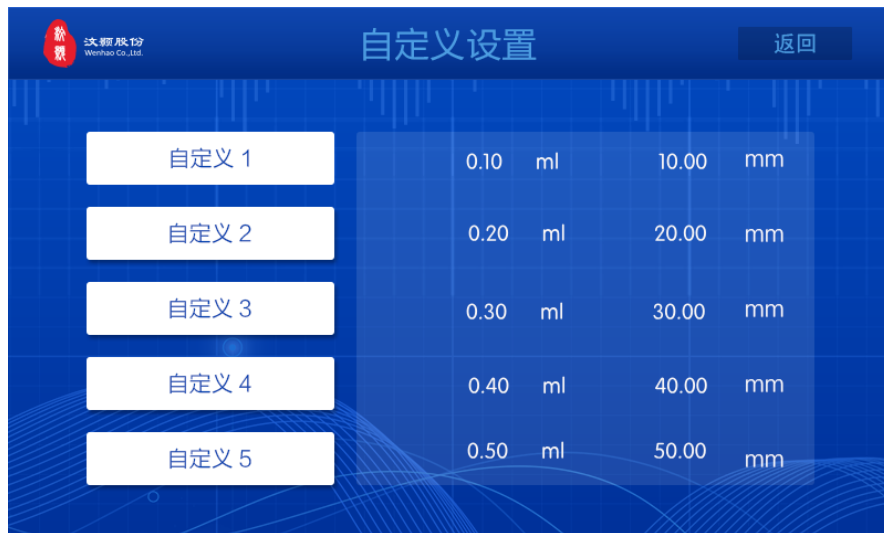 汶颢股份
Wenhao Co.,Ltd.
自定义设置
返回
自定义 1 0.10 ml 10.00 mm
自定义 2 0.20 ml 20.00 mm
自定义 3 0.30 ml 30.00 mm
自定义 4 0.40 ml 40.00 mm
自定义 5 0.50 ml 50.00 mm